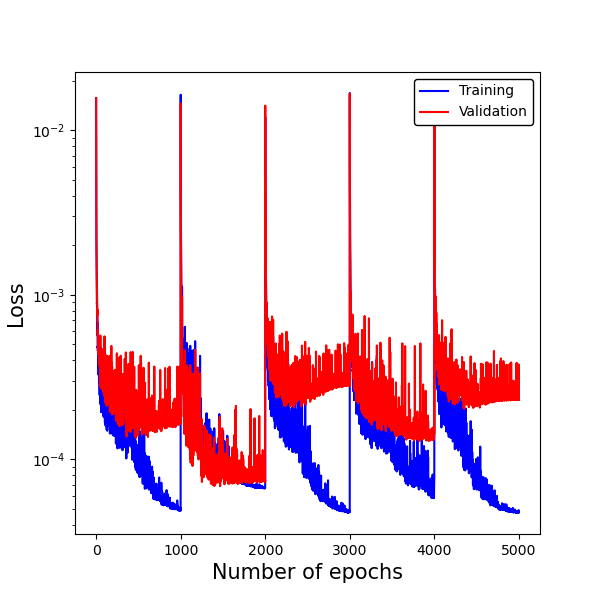 Training
Validation
10⁻²
10⁻³
10⁻⁴
Loss
0 1000 2000 3000 4000 5000
Number of epochs